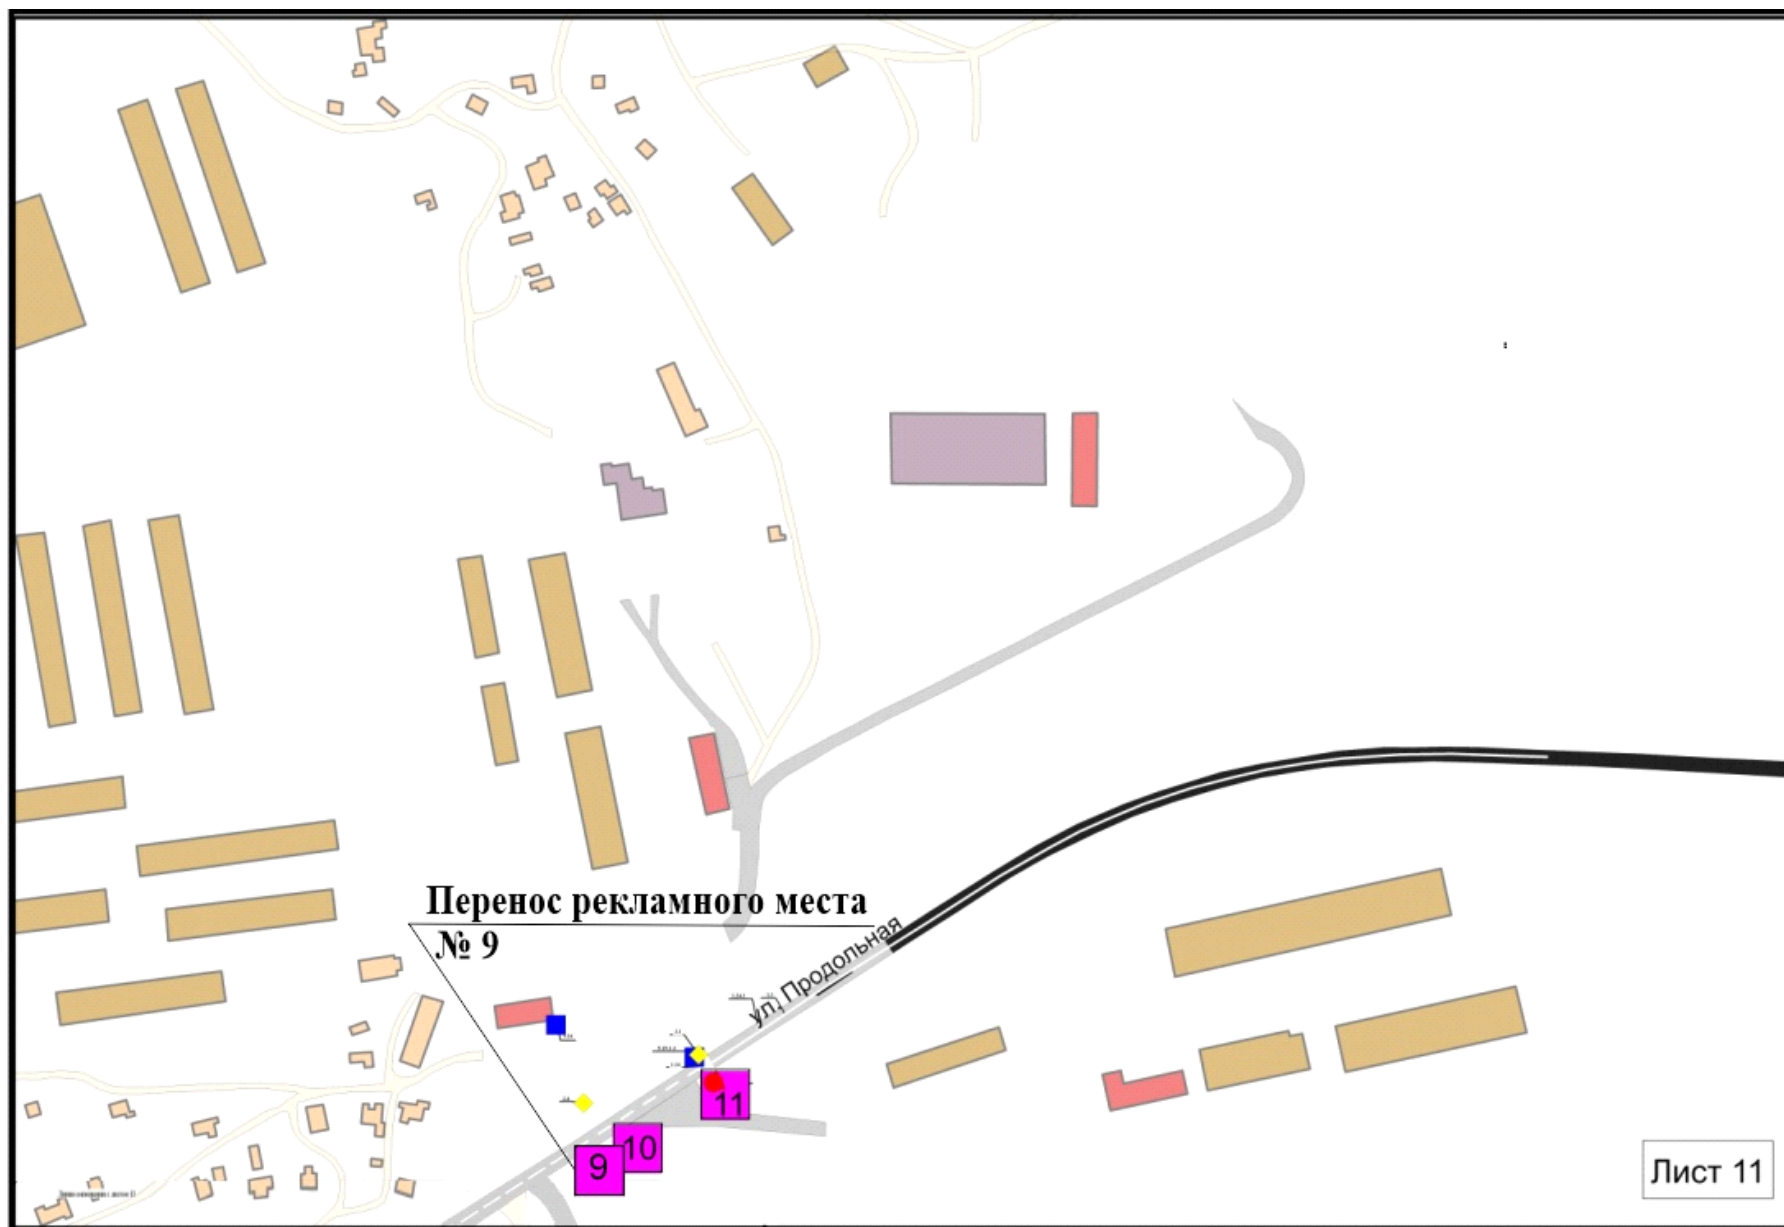 Перенос рекламного места
№ 9
ул. Продольная
11
10
9
Лист 11